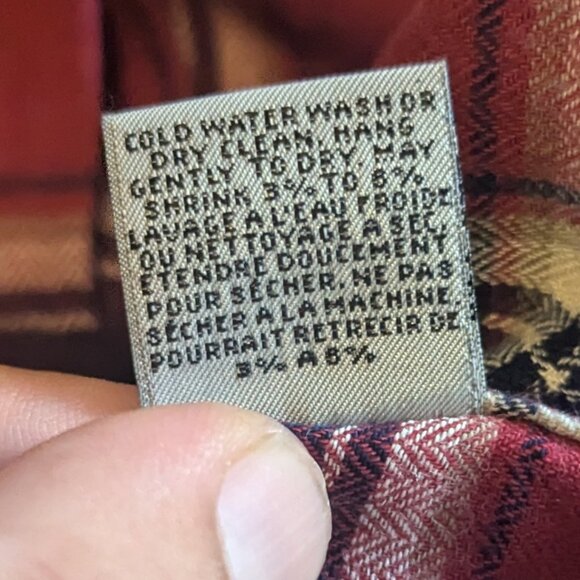 COLD WATER WASH OR
DRY CLEAN. HANG
GENTLY TO DRY. MAY
SHRINK 3% TO 8%
LAVAGE A L'EAU FROIDE
OU NETTOYAGE A SEC.
ETENDRE DOUCEMENT
POUR SECHER. NE PAS
SECHER A LA MACHINE.
POURRAIT RETRECIR DE
3% A 8%